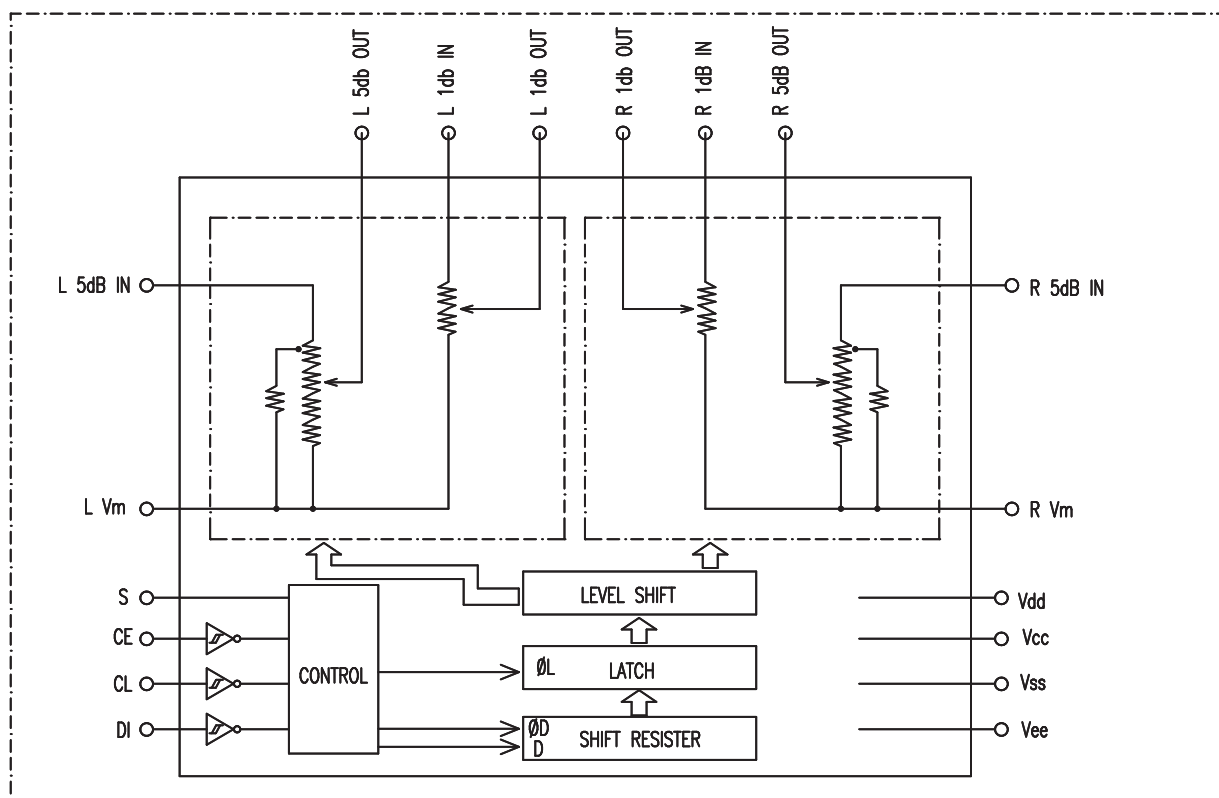 L 5db OUT
L 1db IN
L 1db OUT
R 1db OUT
R 1dB IN
R 5dB OUT
L 5dB IN
R 5dB IN
L Vm
R Vm
S
LEVEL SHIFT
Vdd
CE
Vcc
CONTROL
ØL
LATCH
CL
Vss
DI
ØD
D
SHIFT RESISTER
Vee